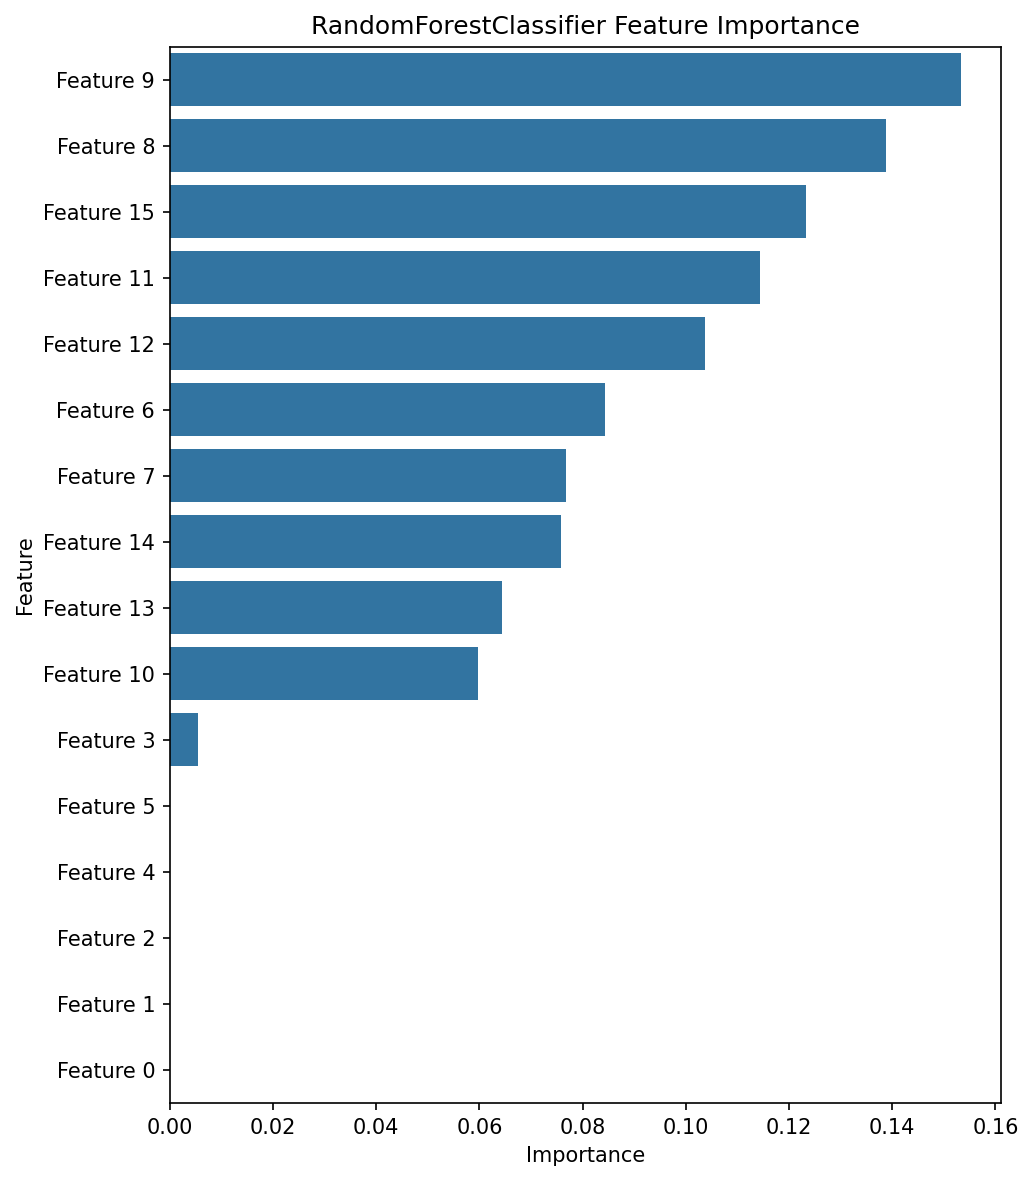 RandomForestClassifier Feature Importance
Feature
Feature 9
Feature 8
Feature 15
Feature 11
Feature 12
Feature 6
Feature 7
Feature 14
Feature 13
Feature 10
Feature 3
Feature 5
Feature 4
Feature 2
Feature 1
Feature 0
0.00 0.02 0.04 0.06 0.08 0.10 0.12 0.14 0.16
Importance